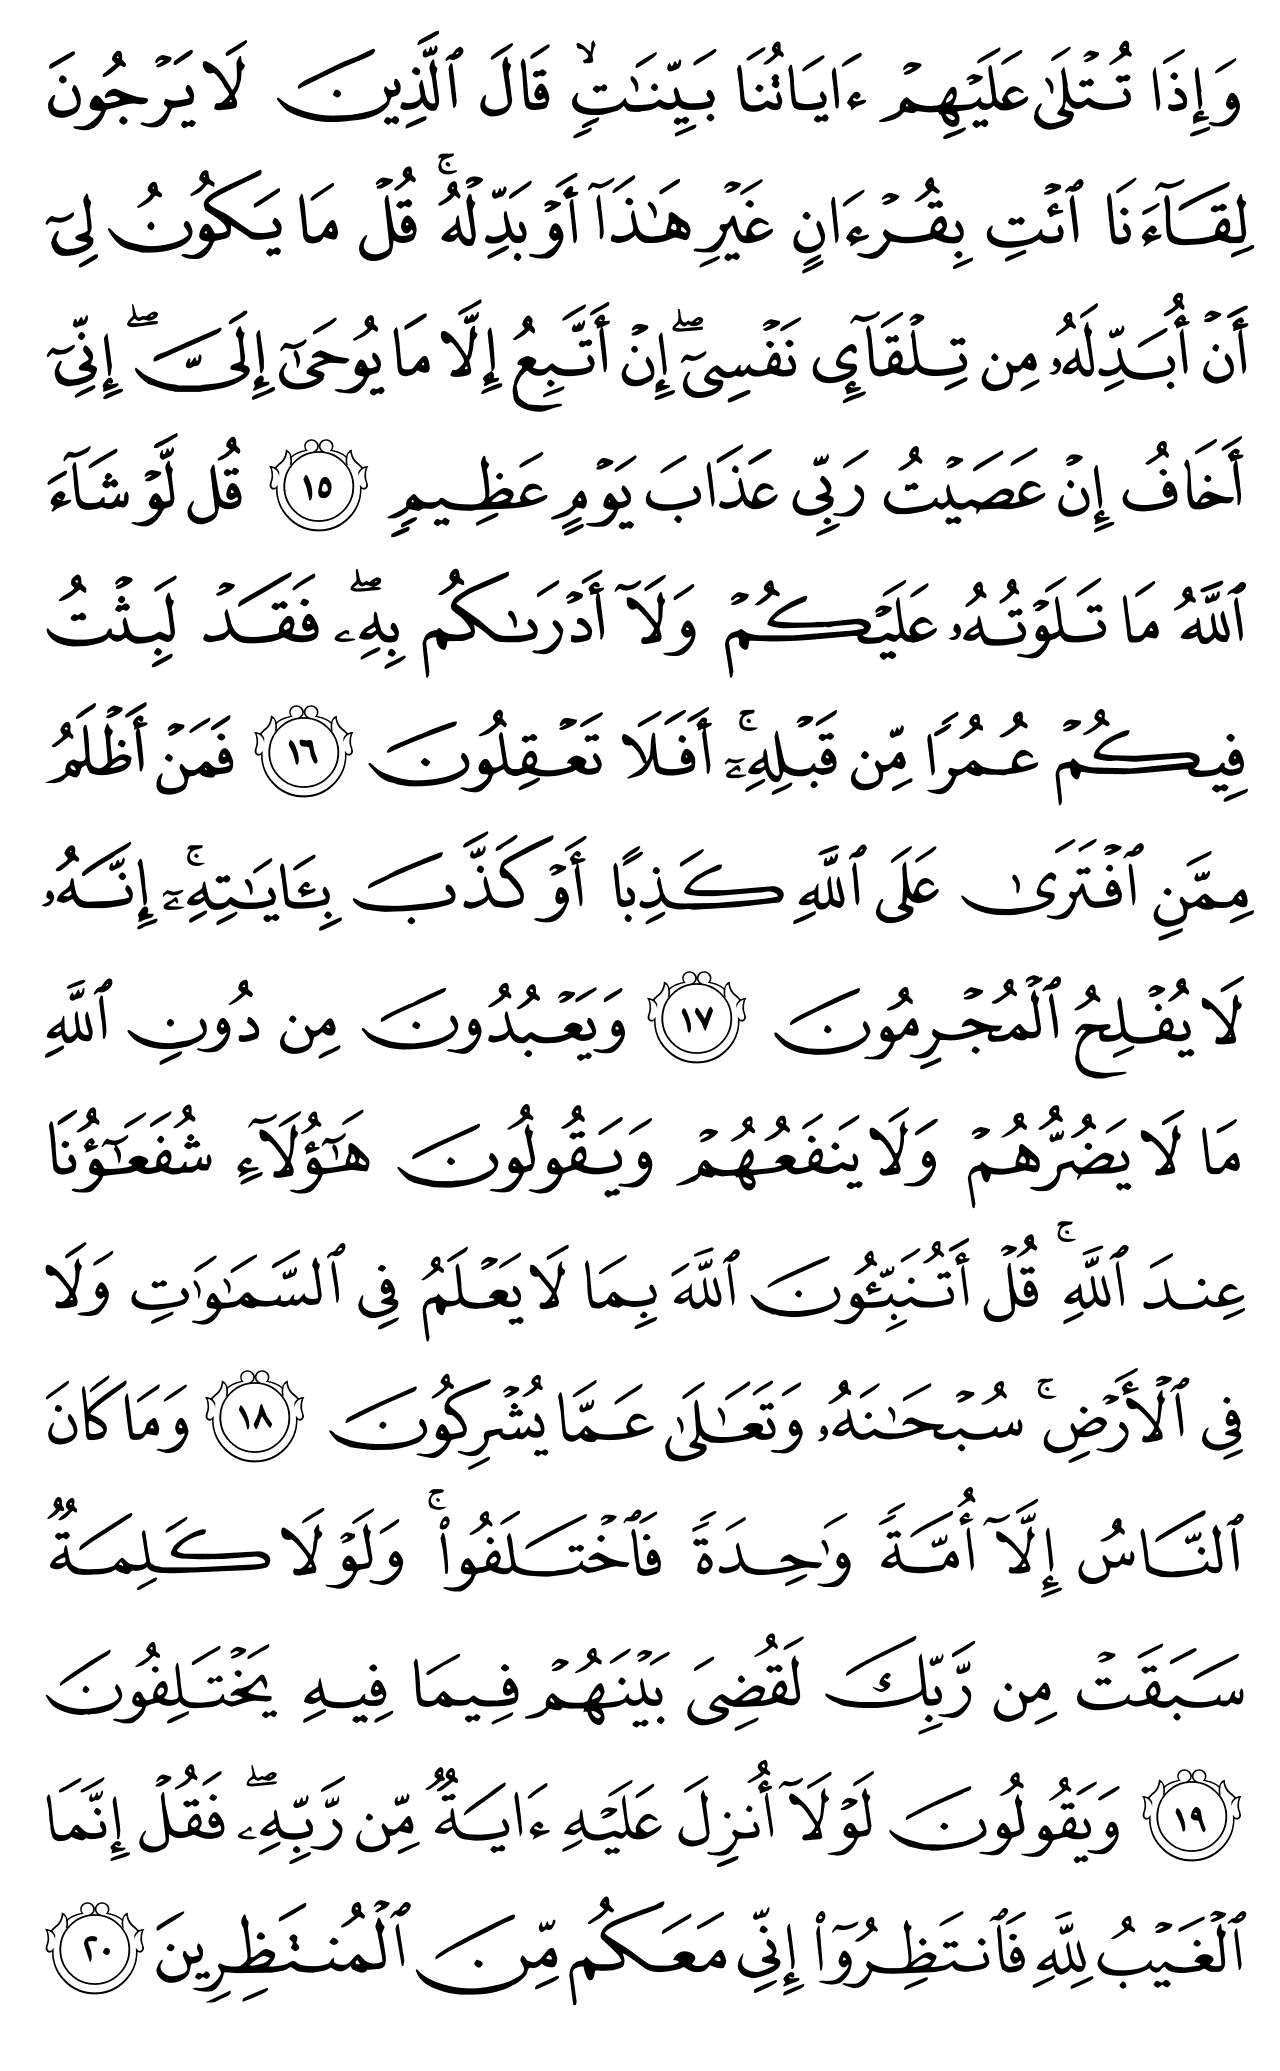 وَإِذَا تُتۡلَىٰ عَلَيۡهِمۡ ءَايَاتُنَا بَيِّنَٰتٖ ۙ قَالَ ٱلَّذِينَ لَا يَرۡجُونَ
لِقَآءَنَا ٱئۡتِ بِقُرۡءَانٍ غَيۡرِ هَٰذَآ أَوۡ بَدِّلۡهُۚ قُلۡ مَا يَكُونُ لِيٓ
أَنۡ أُبَدِّلَهُۥ مِن تِلۡقَآيِٕ نَفۡسِيٓۖ إِنۡ أَتَّبِعُ إِلَّا مَا يُوحَىٰٓ إِلَيَّۖ إِنِّيٓ
أَخَافُ إِنۡ عَصَيۡتُ رَبِّي عَذَابَ يَوۡمٍ عَظِيمٖ ١٥ قُل لَّوۡ شَآءَ
ٱللَّهُ مَا تَلَوۡتُهُۥ عَلَيۡكُمۡ وَلَآ أَدۡرَىٰكُم بِهِۦۖ فَقَدۡ لَبِثۡتُ
فِيكُمۡ عُمُرٗا مِّن قَبۡلِهِۦٓۚ أَفَلَا تَعۡقِلُونَ ١٦ فَمَنۡ أَظۡلَمُ
مِمَّنِ ٱفۡتَرَىٰ عَلَى ٱللَّهِ كَذِبًا أَوۡ كَذَّبَ بِـَٔايَٰتِهِۦٓۚ إِنَّهُۥ
لَا يُفۡلِحُ ٱلۡمُجۡرِمُونَ ١٧ وَيَعۡبُدُونَ مِن دُونِ ٱللَّهِ
مَا لَا يَضُرُّهُمۡ وَلَا يَنفَعُهُمۡ وَيَقُولُونَ هَٰٓؤُلَآءِ شُفَعَٰٓؤُنَا
عِندَ ٱللَّهِۚ قُلۡ أَتُنَبِّـُٔونَ ٱللَّهَ بِمَا لَا يَعۡلَمُ فِي ٱلسَّمَٰوَٰتِ وَلَا
فِي ٱلۡأَرۡضِۚ سُبۡحَٰنَهُۥ وَتَعَٰلَىٰ عَمَّا يُشۡرِكُونَ ١٨ وَمَا كَانَ
ٱلنَّاسُ إِلَّآ أُمَّةٗ وَٰحِدَةٗ فَٱخۡتَلَفُواْۚ وَلَوۡلَا كَلِمَةٞ
سَبَقَتۡ مِن رَّبِّكَ لَقُضِيَ بَيۡنَهُمۡ فِيمَا فِيهِ يَخۡتَلِفُونَ
١٩ وَيَقُولُونَ لَوۡلَآ أُنزِلَ عَلَيۡهِ ءَايَةٞ مِّن رَّبِّهِۦۖ فَقُلۡ إِنَّمَا
ٱلۡغَيۡبُ لِلَّهِ فَٱنتَظِرُوٓاْ إِنِّي مَعَكُم مِّنَ ٱلۡمُنتَظِرِينَ ٢٠